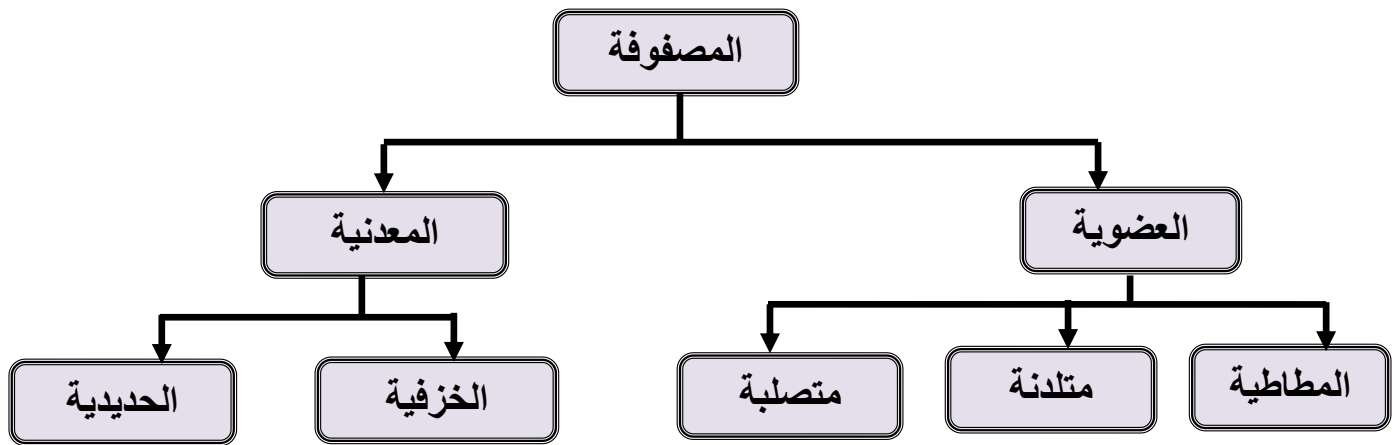 المصفوفة
العضوية
المعدنية
المطاطية
متلدنة
متصلبة
الخزفية
الحديدية